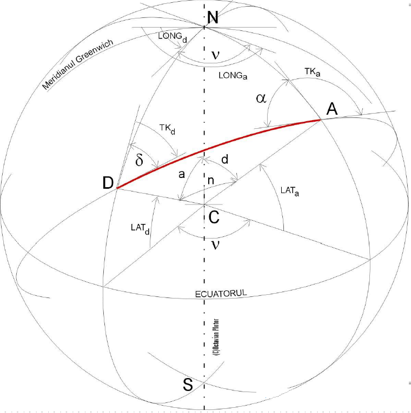 N
LONGd
ν
LONGa
Meridianul Greenwich
TKa
α
A
TKd
δ
D
d
a
n
LATd
LATa
C
ν
ECUATORUL
S